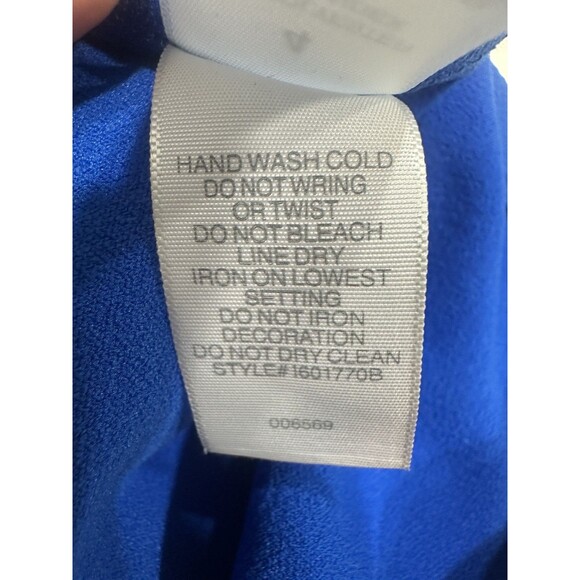 HAND WASH COLD
DO NOT WRING
OR TWIST
DO NOT BLEACH
LINE DRY
IRON ON LOWEST
SETTING
DO NOT IRON
DECORATION
DO NOT DRY CLEAN
STYLE#1601770B
006569